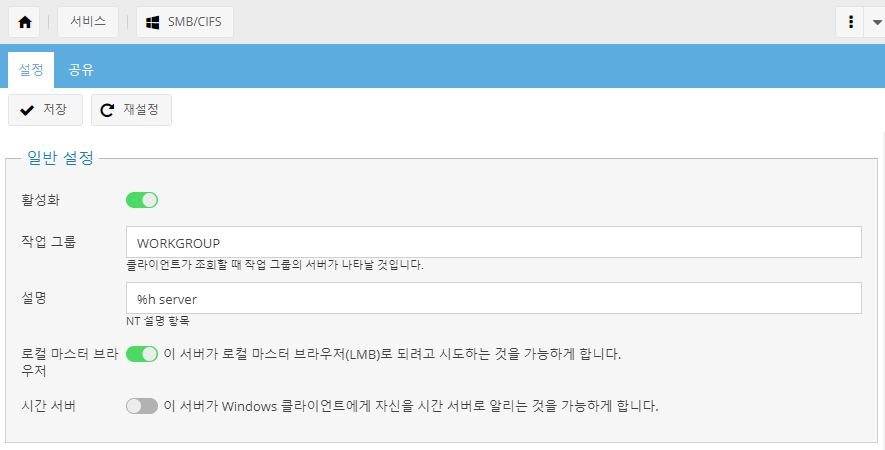 서비스
SMB/CIFS
설정
공유
저장
재설정
일반 설정
활성화
작업 그룹
WORKGROUP
클라이언트가 조회할 때 작업 그룹의 서버가 나타날 것입니다.
설명
%h server
NT 설명 항목
로컬 마스터 브라
우저
이 서버가 로컬 마스터 브라우저(LMB)로 되려고 시도하는 것을 가능하게 합니다.
시간 서버
이 서버가 Windows 클라이언트에게 자신을 시간 서버로 알리는 것을 가능하게 합니다.